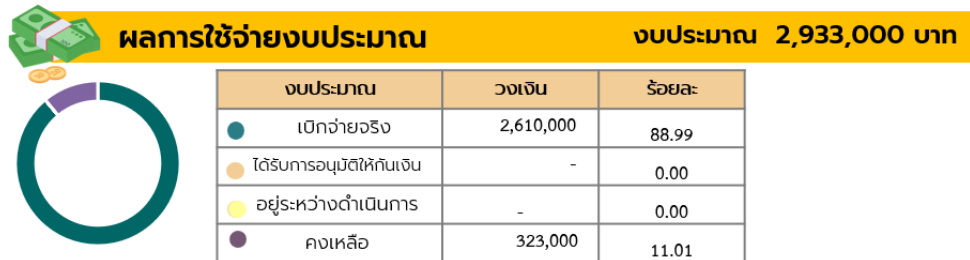 ผลการใช้จ่ายงบประมาณ งบประมาณ 2,933,000 บาท
งบประมาณ วงเงิน ร้อยละ
เบิกจ่ายจริง 2,610,000 88.99
ได้รับการอนุมัติให้กันเงิน - 0.00
อยู่ระหว่างดำเนินการ - 0.00
คงเหลือ 323,000 11.01